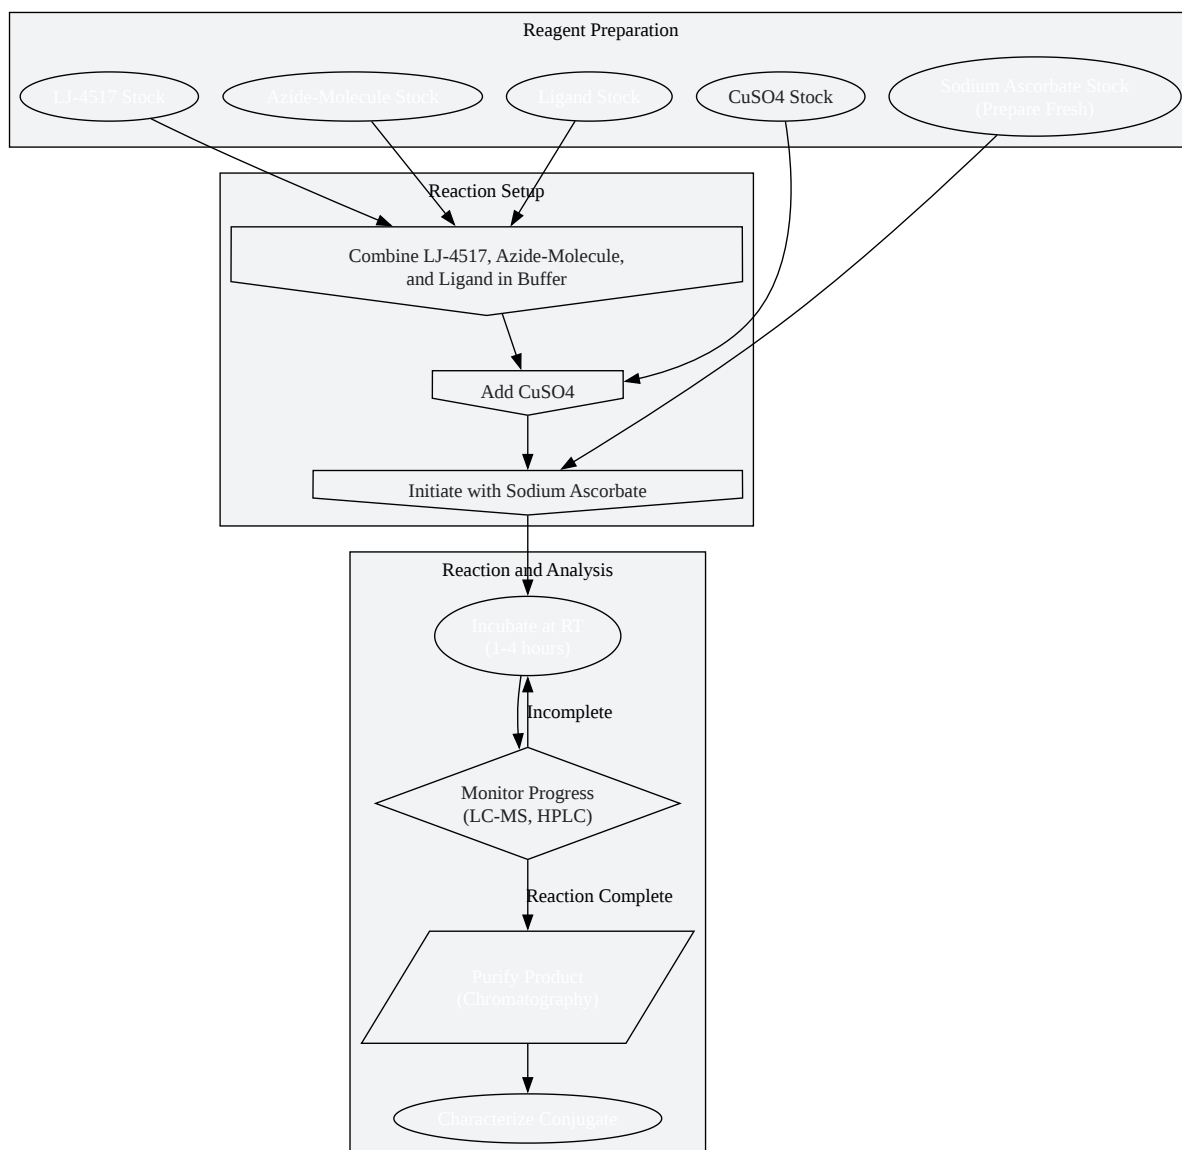 Reagent Preparation
LJ-4517 Stock
Azide-Molecule Stock
Ligand Stock
CuSO4 Stock
Sodium Ascorbate Stock
(Prepare Fresh)
Reaction Setup
Combine LJ-4517, Azide-Molecule,
and Ligand in Buffer
Add CuSO4
Initiate with Sodium Ascorbate
Reaction and Analysis
Incubate at RT
(1-4 hours)
Incomplete
Monitor Progress
(LC-MS, HPLC)
Reaction Complete
Purify Product
(Chromatography)
Characterize Conjugate